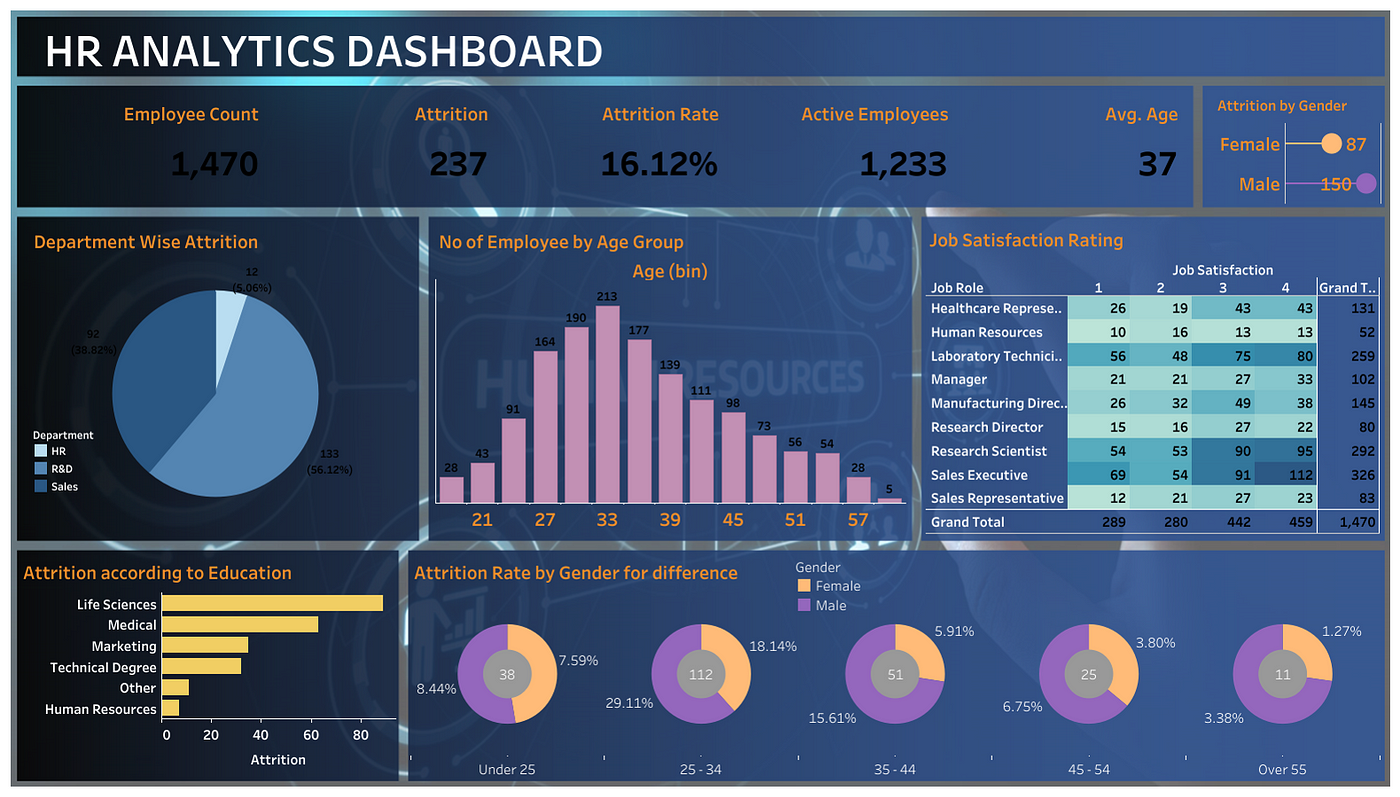 HR ANALYTICS DASHBOARD
Employee Count
1,470
Attrition
237
Attrition Rate
16.12%
Active Employees
1,233
Avg. Age
37
Attrition by Gender
Female 87
Male 150
Department Wise Attrition
12
(5.06%)
92
(38.82%)
133
(56.12%)
Department
HR
R&D
Sales
No of Employee by Age Group
Age (bin)
28 43 91 164 190 213 177 139 111 98 73 56 54 28 5
21 27 33 39 45 51 57
Job Satisfaction Rating
Job Satisfaction
Job Role 1 2 3 4 Grand T..
Healthcare Represe.. 26 19 43 43 131
Human Resources 10 16 13 13 52
Laboratory Technici.. 56 48 75 80 259
Manager 21 21 27 33 102
Manufacturing Direc.. 26 32 49 38 145
Research Director 15 16 27 22 80
Research Scientist 54 53 90 95 292
Sales Executive 69 54 91 112 326
Sales Representative 12 21 27 23 83
Grand Total 289 280 442 459 1,470
Attrition according to Education
Life Sciences
Medical
Marketing
Technical Degree
Other
Human Resources
0 20 40 60 80
Attrition
Attrition Rate by Gender for difference
Gender
Female
Male
38 7.59% 8.44%
112 18.14% 29.11%
51 5.91% 15.61%
25 3.80% 6.75%
11 1.27% 3.38%
Under 25 25 - 34 35 - 44 45 - 54 Over 55